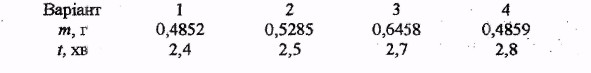 Варіант 1 2 3 4
m, г 0,4852 0,5285 0,6458 0,4859
t, хв 2,4 2,5 2,7 2,8